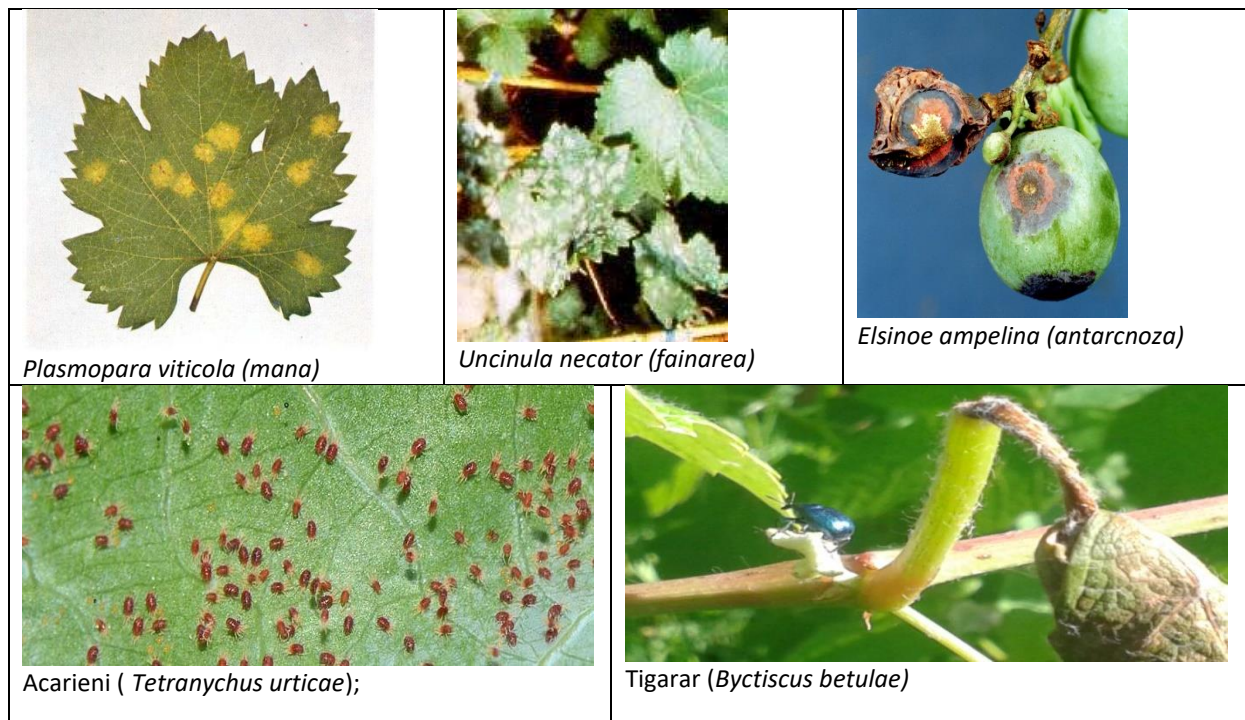 Plasmopara viticola (mana)
Uncinula necator (fainarea)
Elsinoe ampelina (antarcnoza)
Acarieni ( Tetranychus urticae);
Tigarar (Byctiscus betulae)